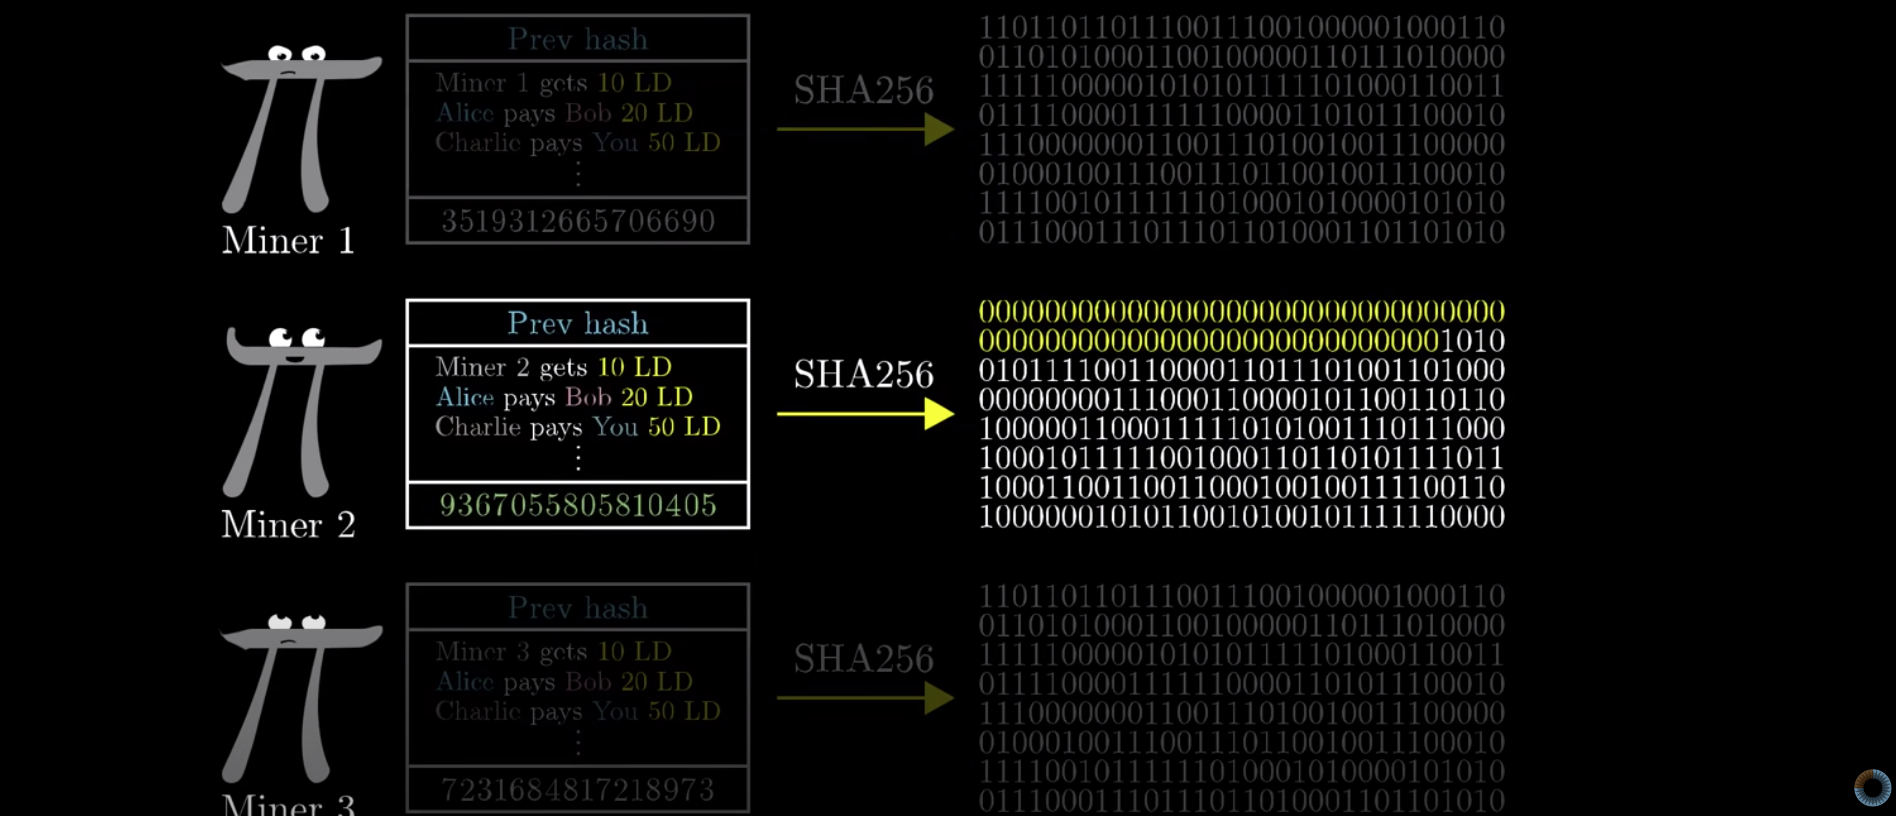 Prev hash
Miner 1 gets 10 LD
Alice pays Bob 20 LD
Charlie pays You 50 LD
3519312665706690
Miner 1
SHA256
11011011011100111001000001000110
01101010001100100000110111010000
11111000001010101111101000110011
01111000011111100001101011100010
11100000001100111010010011100000
01000100111001110110010011100010
11110010111111010001010000101010
01110001110111011010001101101010
Prev hash
Miner 2 gets 10 LD
Alice pays Bob 20 LD
Charlie pays You 50 LD
9367055805810405
Miner 2
SHA256
00000000000000000000000000000000
00000000000000000000000000001010
01011110011000011011101001101000
00000000111000110000101100110110
10000011000111110101001110111000
10001011111001000110110101111011
10001100110011000100100111100110
10000001010110010100101111110000
Prev hash
Miner 3 gets 10 LD
Alice pays Bob 20 LD
Charlie pays You 50 LD
7231684817218973
Miner 3
SHA256
11011011011100111001000001000110
01101010001100100000110111010000
11111000001010101111101000110011
01111000011111100001101011100010
11100000001100111010010011100000
01000100111001110110010011100010
11110010111111010001010000101010
01110001110111011010001101101010